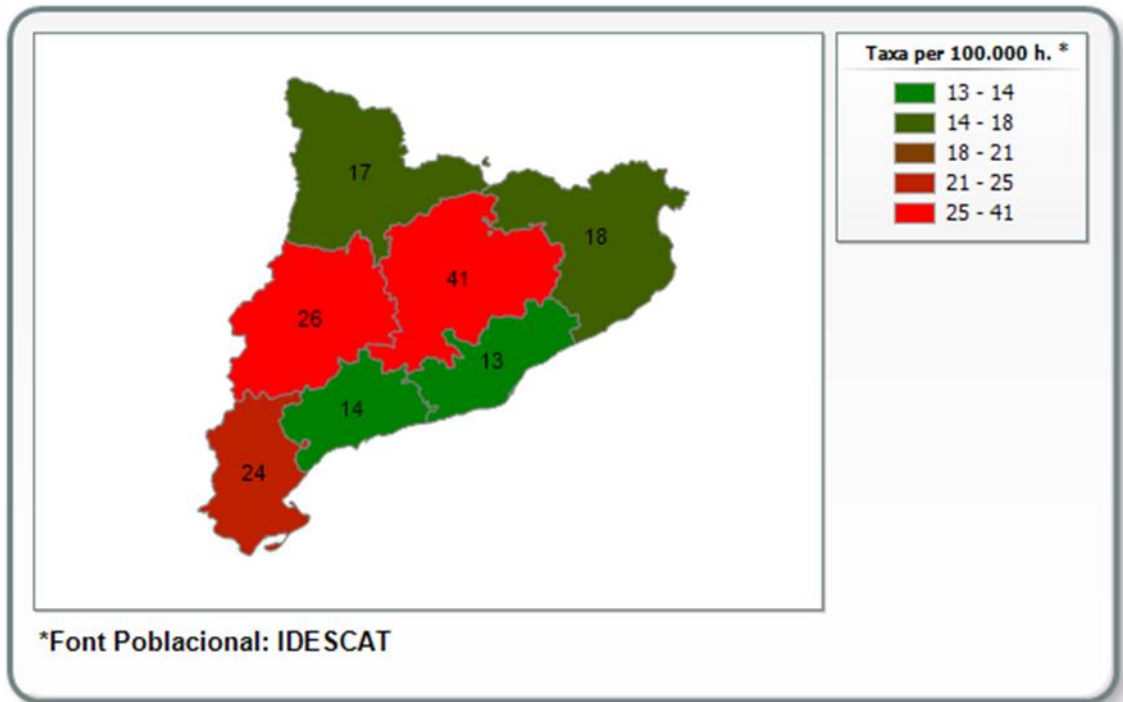 Taxa per 100.000 h. *
13 - 14
14 - 18
18 - 21
21 - 25
25 - 41
17
18
41
26
13
14
24
*Font Poblacional: IDESCAT